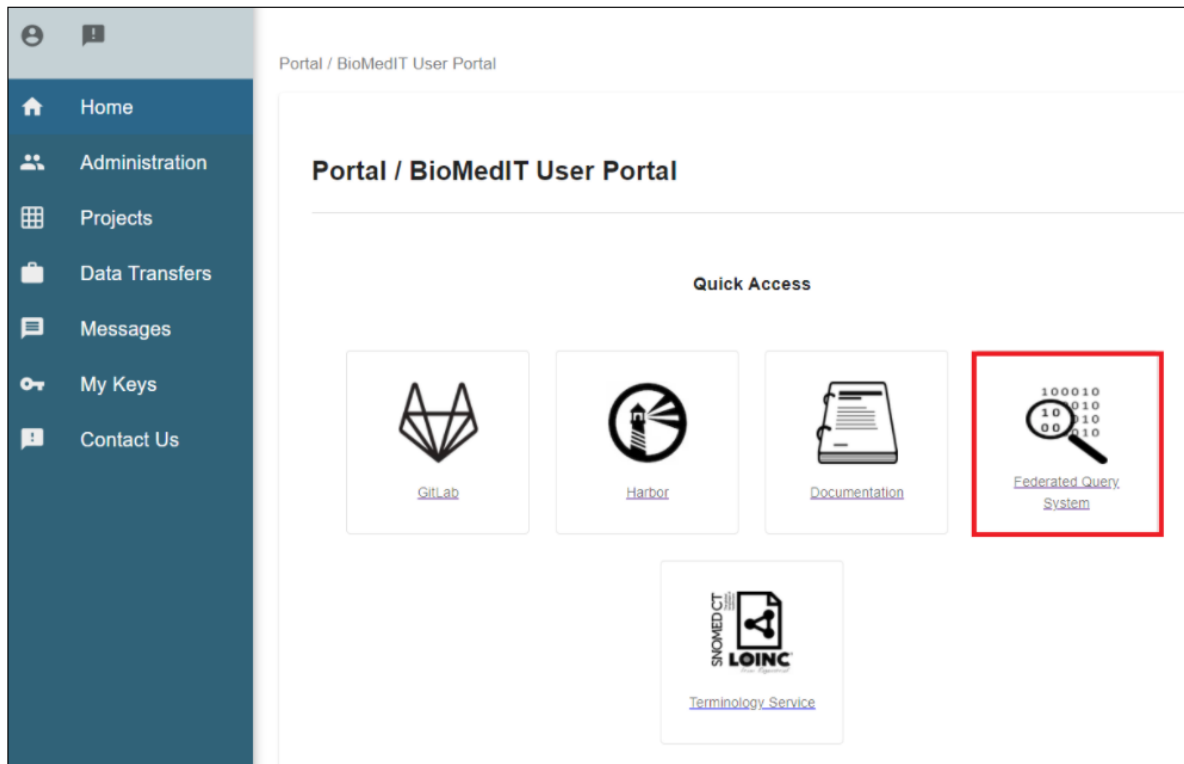 Portal / BioMedIT User Portal
Home
Administration
Projects
Data Transfers
Messages
My Keys
Contact Us
Portal / BioMedIT User Portal
Quick Access
GitLab
Harbor
Documentation
100010
010
10 010
00 010
Federated Query
System
SNOMED CT
LOINC
Terminology Service